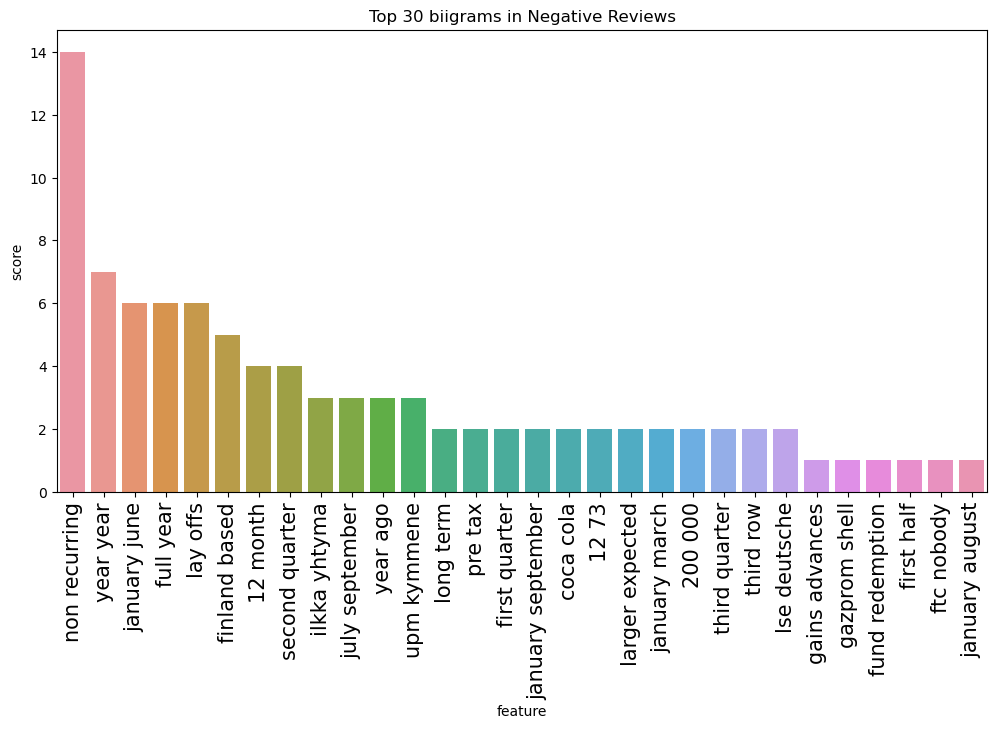 Top 30 biigrams in Negative Reviews
score
14
12
10
8
6
4
2
0
non recurring
year year
january june
full year
lay offs
finland based
12 month
second quarter
ilkka yhtyma
july september
year ago
upm kymmene
long term
pre tax
first quarter
january september
coca cola
12 73
larger expected
january march
200 000
third quarter
third row
lse deutsche
gains advances
gazprom shell
fund redemption
first half
ftc nobody
january august
feature